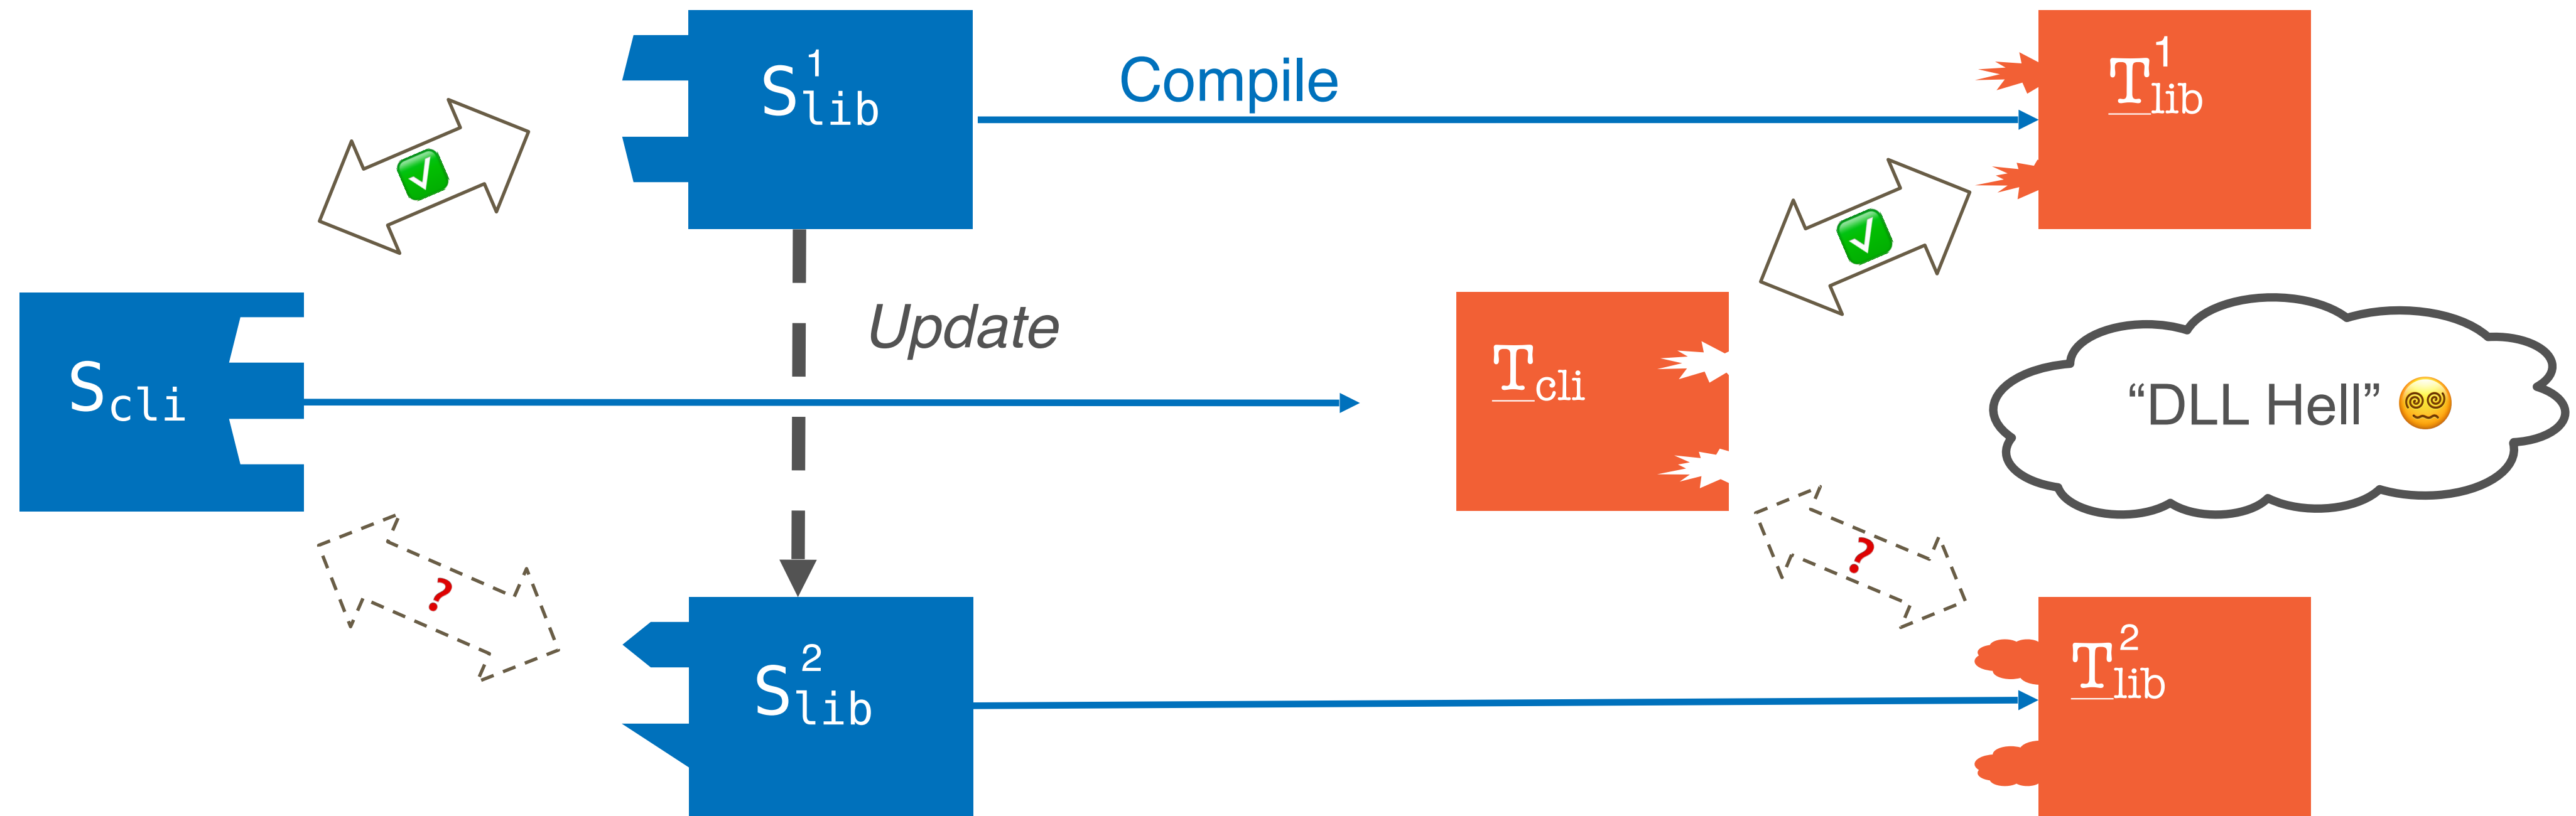 S¹lib
Compile
T¹lib
Update
Scli
Tcli
“DLL Hell” 😵‍💫
?
?
S²lib
T²lib